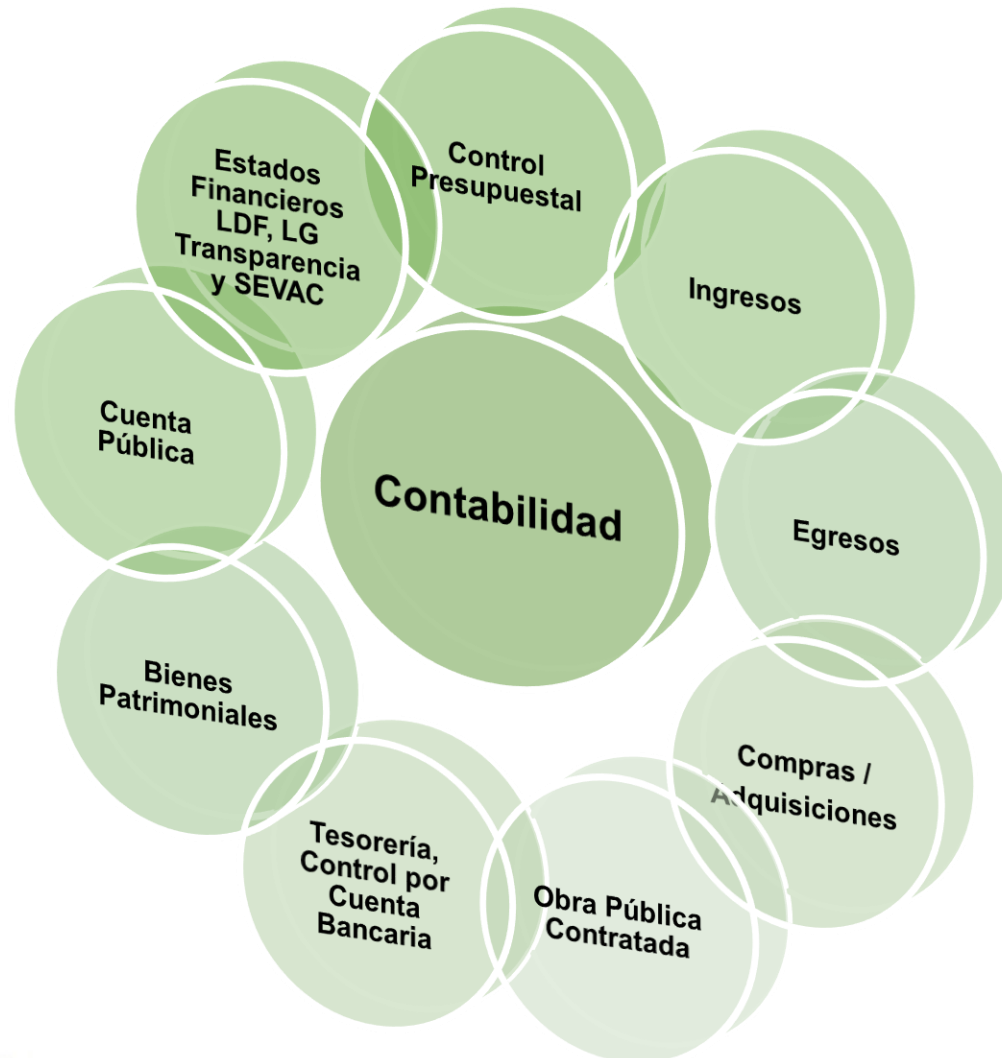 Control
Presupuestal
Ingresos
Egresos
Compras /
Adquisiciones
Obra Pública
Contratada
Tesorería,
Control por
Cuenta
Bancaria
Bienes
Patrimoniales
Cuenta
Pública
Estados
Financieros
LDF, LG
Transparencia
y SEVAC
Contabilidad